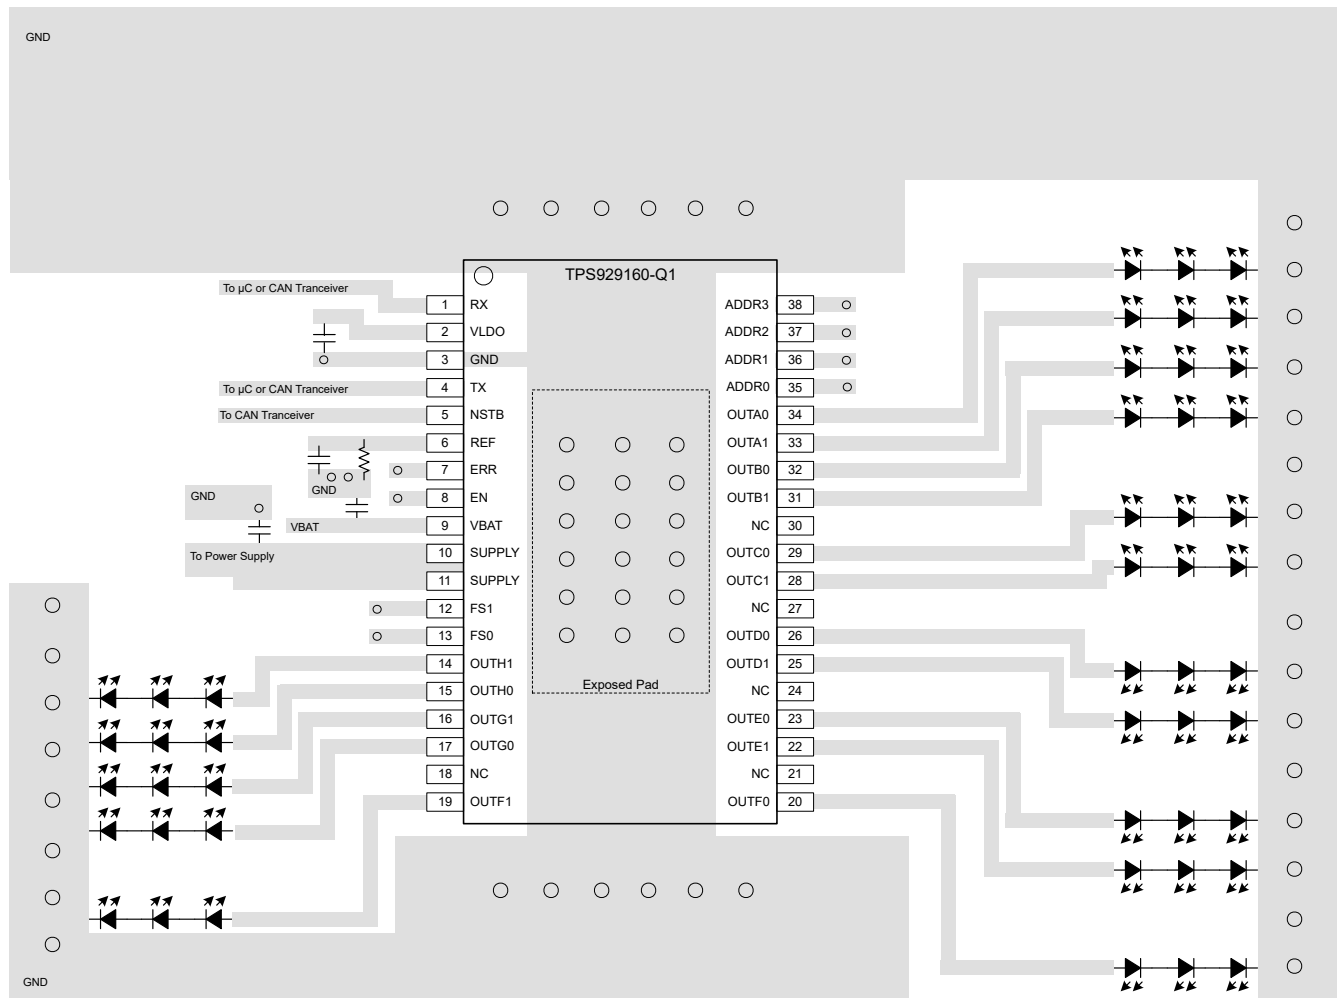 GND
TPS929160-Q1
To µC or CAN Tranceiver
1 RX
ADDR3 38
2 VLDO
ADDR2 37
3 GND
ADDR1 36
To µC or CAN Tranceiver
4 TX
ADDR0 35
To CAN Tranceiver
5 NSTB
OUTA0 34
6 REF
OUTA1 33
7 ERR
OUTB0 32
GND
GND
8 EN
OUTB1 31
VBAT
9 VBAT
NC 30
To Power Supply
10 SUPPLY
OUTC0 29
11 SUPPLY
OUTC1 28
12 FS1
NC 27
13 FS0
OUTD0 26
14 OUTH1
OUTD1 25
Exposed Pad
15 OUTH0
NC 24
16 OUTG1
OUTE0 23
17 OUTG0
OUTE1 22
18 NC
NC 21
19 OUTF1
OUTF0 20
GND